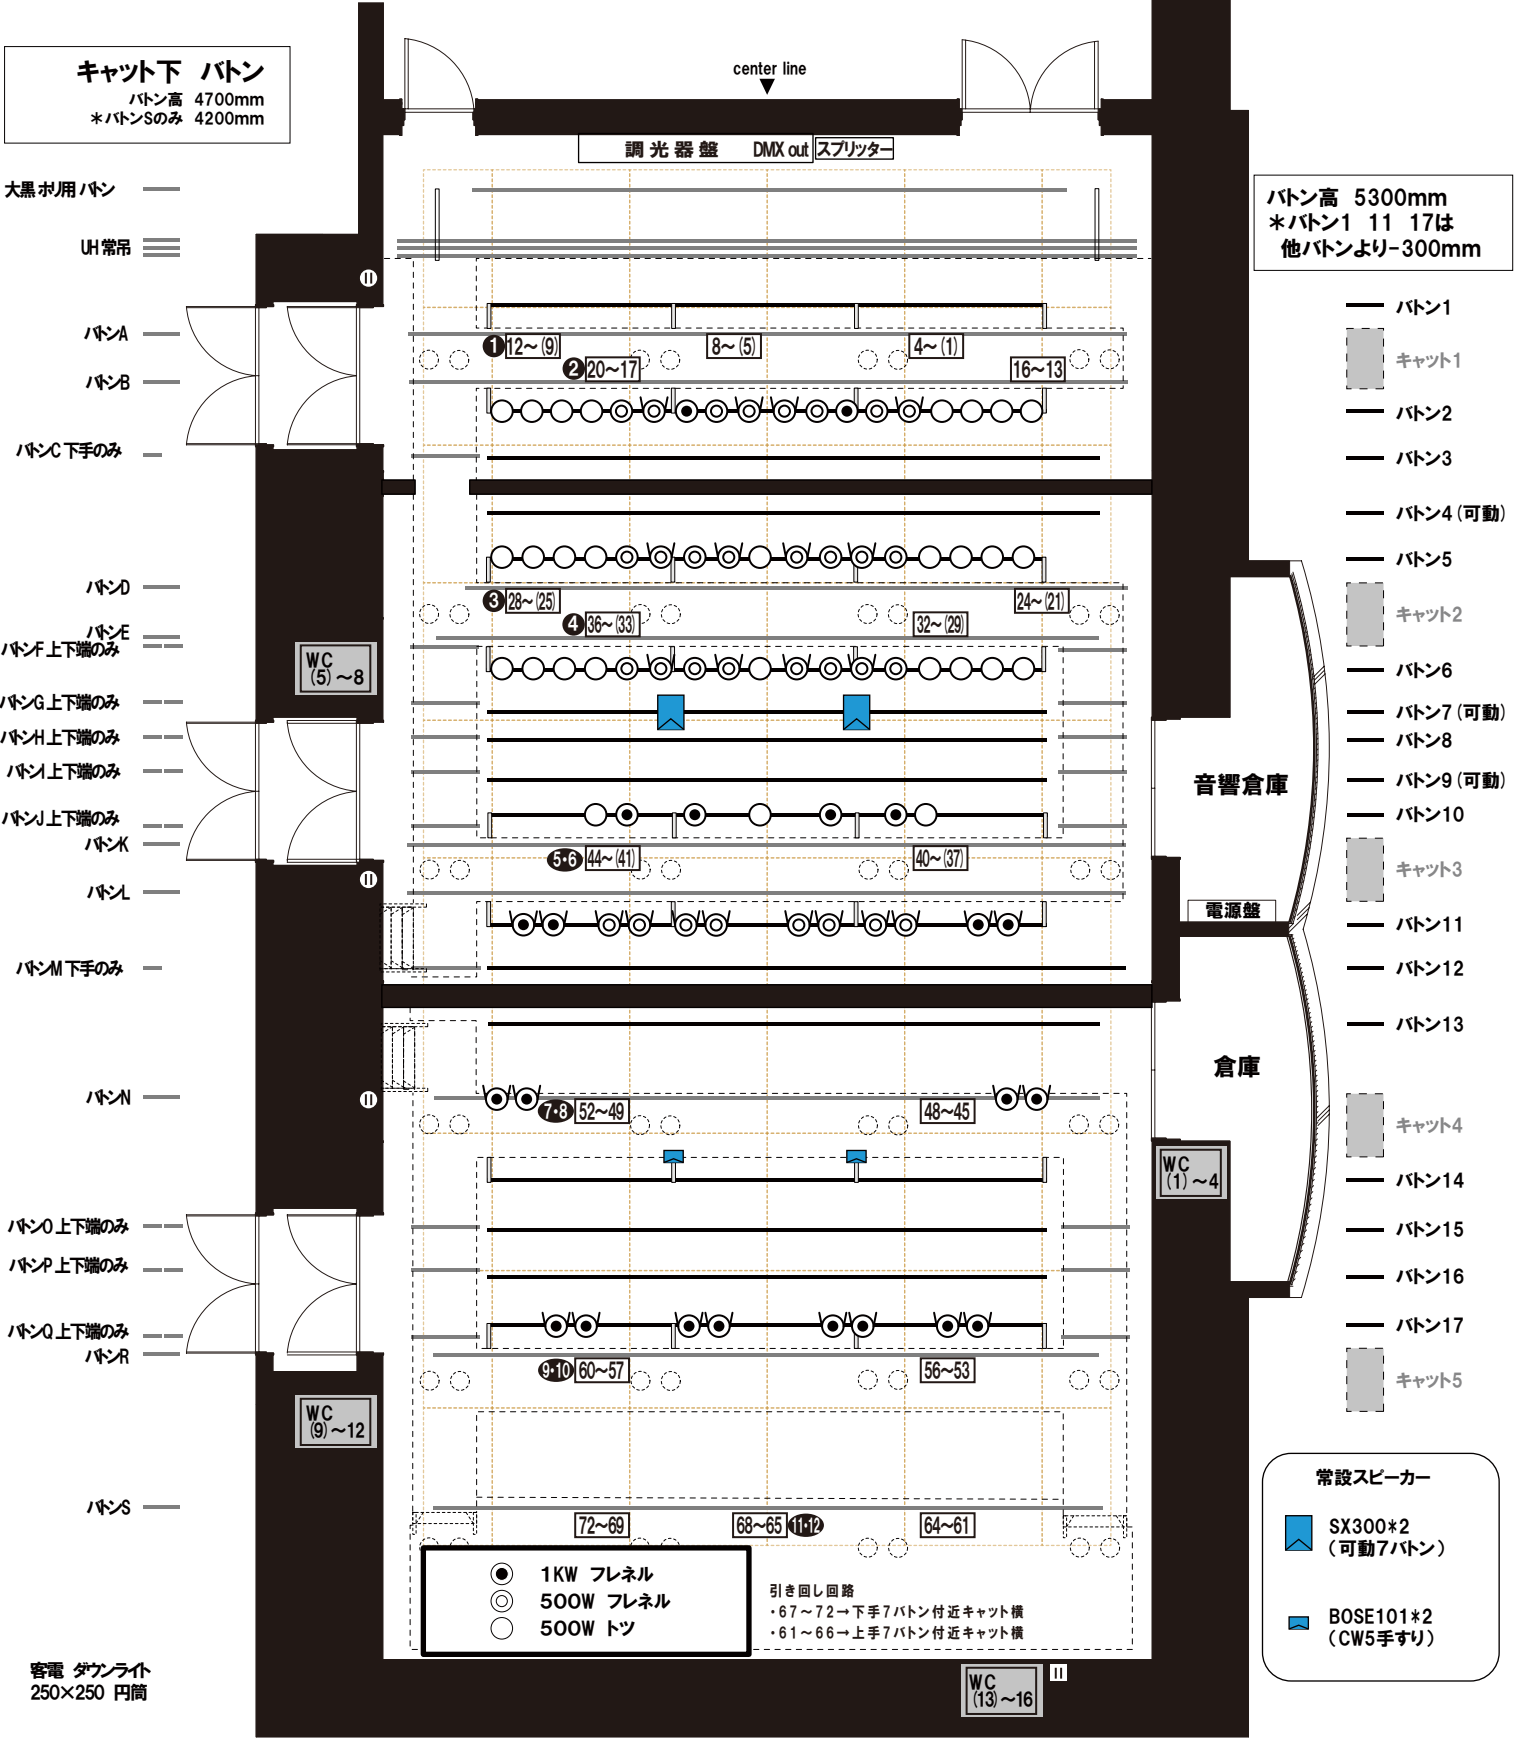 キャット下 バトン
バトン高 4700mm
＊バトンSのみ 4200mm
center line
調光器盤 DMX out スプリッター
大黒ホリ用 バトン
UH 常吊
バトンA
バトンB
バトンC 下手のみ
バトンD
バトンE
バトンF 上下端のみ
バトンG 上下端のみ
バトンH 上下端のみ
バトンI 上下端のみ
バトンJ 上下端のみ
バトンK
バトンL
バトンM 下手のみ
バトンN
バトンO 上下端のみ
バトンP 上下端のみ
バトンQ 上下端のみ
バトンR
バトンS
客電 ダウンライト
250×250 円筒
❶ 12～(9) 8～(5) 4～(1)
❷ 20～17 16～13
❸ 28～(25) 24～(21)
❹ 36～(33) 32～(29)
5・6 44～(41) 40～(37)
7・8 52～49 48～45
9・10 60～57 56～53
72～69 68～65 11・12 64～61
WC
(5)～8
WC
(9)～12
WC
(1)～4
WC
(13)～16
音響倉庫
電源盤
倉庫
1KW フレネル
500W フレネル
500W トツ
引き回し回路
・67～72→下手7バトン付近キャット横
・61～66→上手7バトン付近キャット横
バトン高 5300mm
＊バトン1 11 17は
他バトンより-300mm
バトン1
キャット1
バトン2
バトン3
バトン4 (可動)
バトン5
キャット2
バトン6
バトン7 (可動)
バトン8
バトン9 (可動)
バトン10
キャット3
バトン11
バトン12
バトン13
キャット4
バトン14
バトン15
バトン16
バトン17
キャット5
常設スピーカー
SX300*2
（可動7バトン）
BOSE101*2
（CW5手すり）